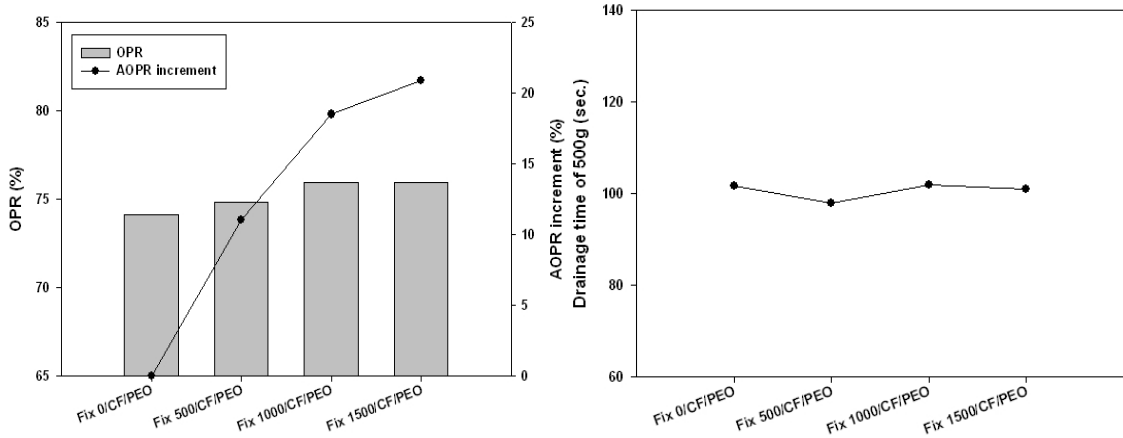 85
80
75
70
65
OPR (%)
OPR
AOPR increment
25
20
15
10
5
0
AOPR increment (%)
Fix 0/CF/PEO
Fix 500/CF/PEO
Fix 1000/CF/PEO
Fix 1500/CF/PEO
140
120
100
80
60
Drainage time of 500g (sec.)
Fix 0/CF/PEO
Fix 500/CF/PEO
Fix 1000/CF/PEO
Fix 1500/CF/PEO